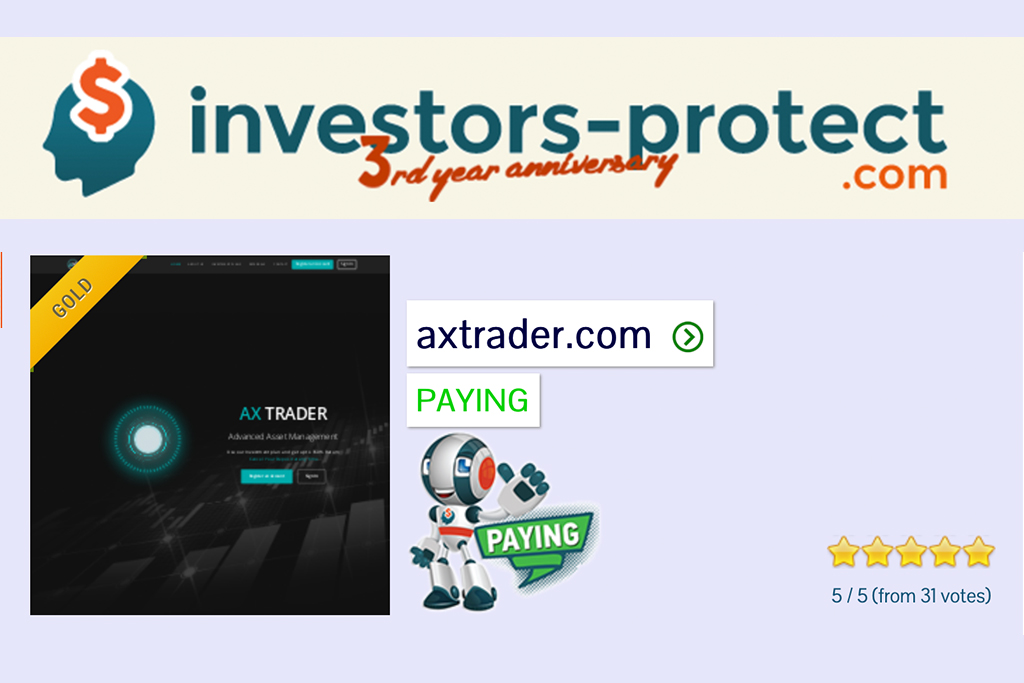 investors-protect
3rd year anniversary
.com
GOLD
AX TRADER
Advanced Asset Management
axtrader.com
PAYING
PAYING
5 / 5 (from 31 votes)